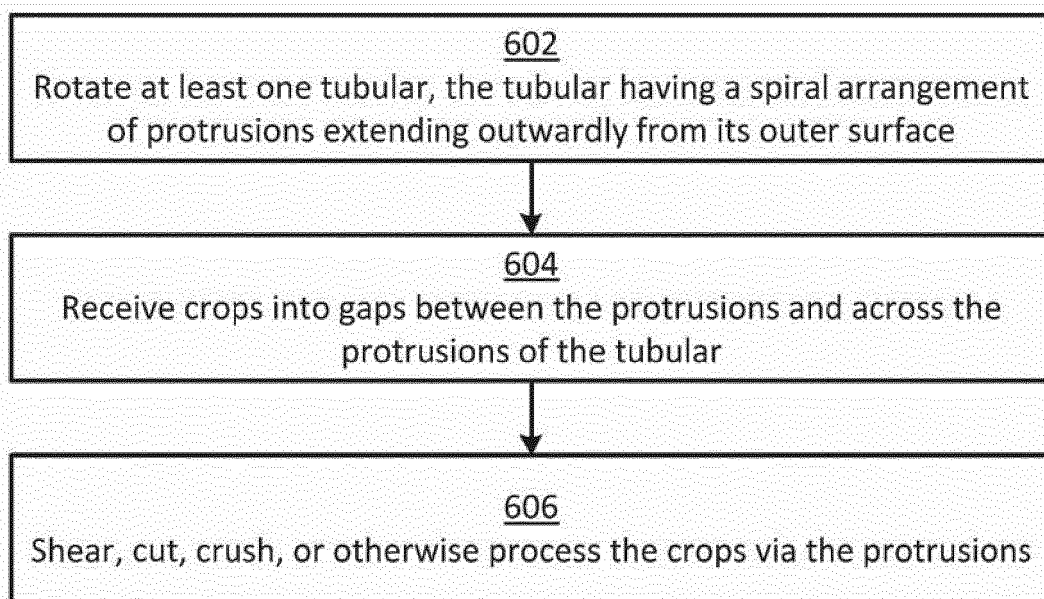 602
Rotate at least one tubular, the tubular having a spiral arrangement
of protrusions extending outwardly from its outer surface
604
Receive crops into gaps between the protrusions and across the
protrusions of the tubular
606
Shear, cut, crush, or otherwise process the crops via the protrusions